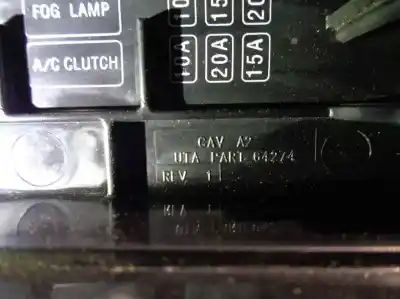 FOG LAMP
A/C CLUTCH
10A
20A
15A
CAV A2
UTA PART 64274
REV 1